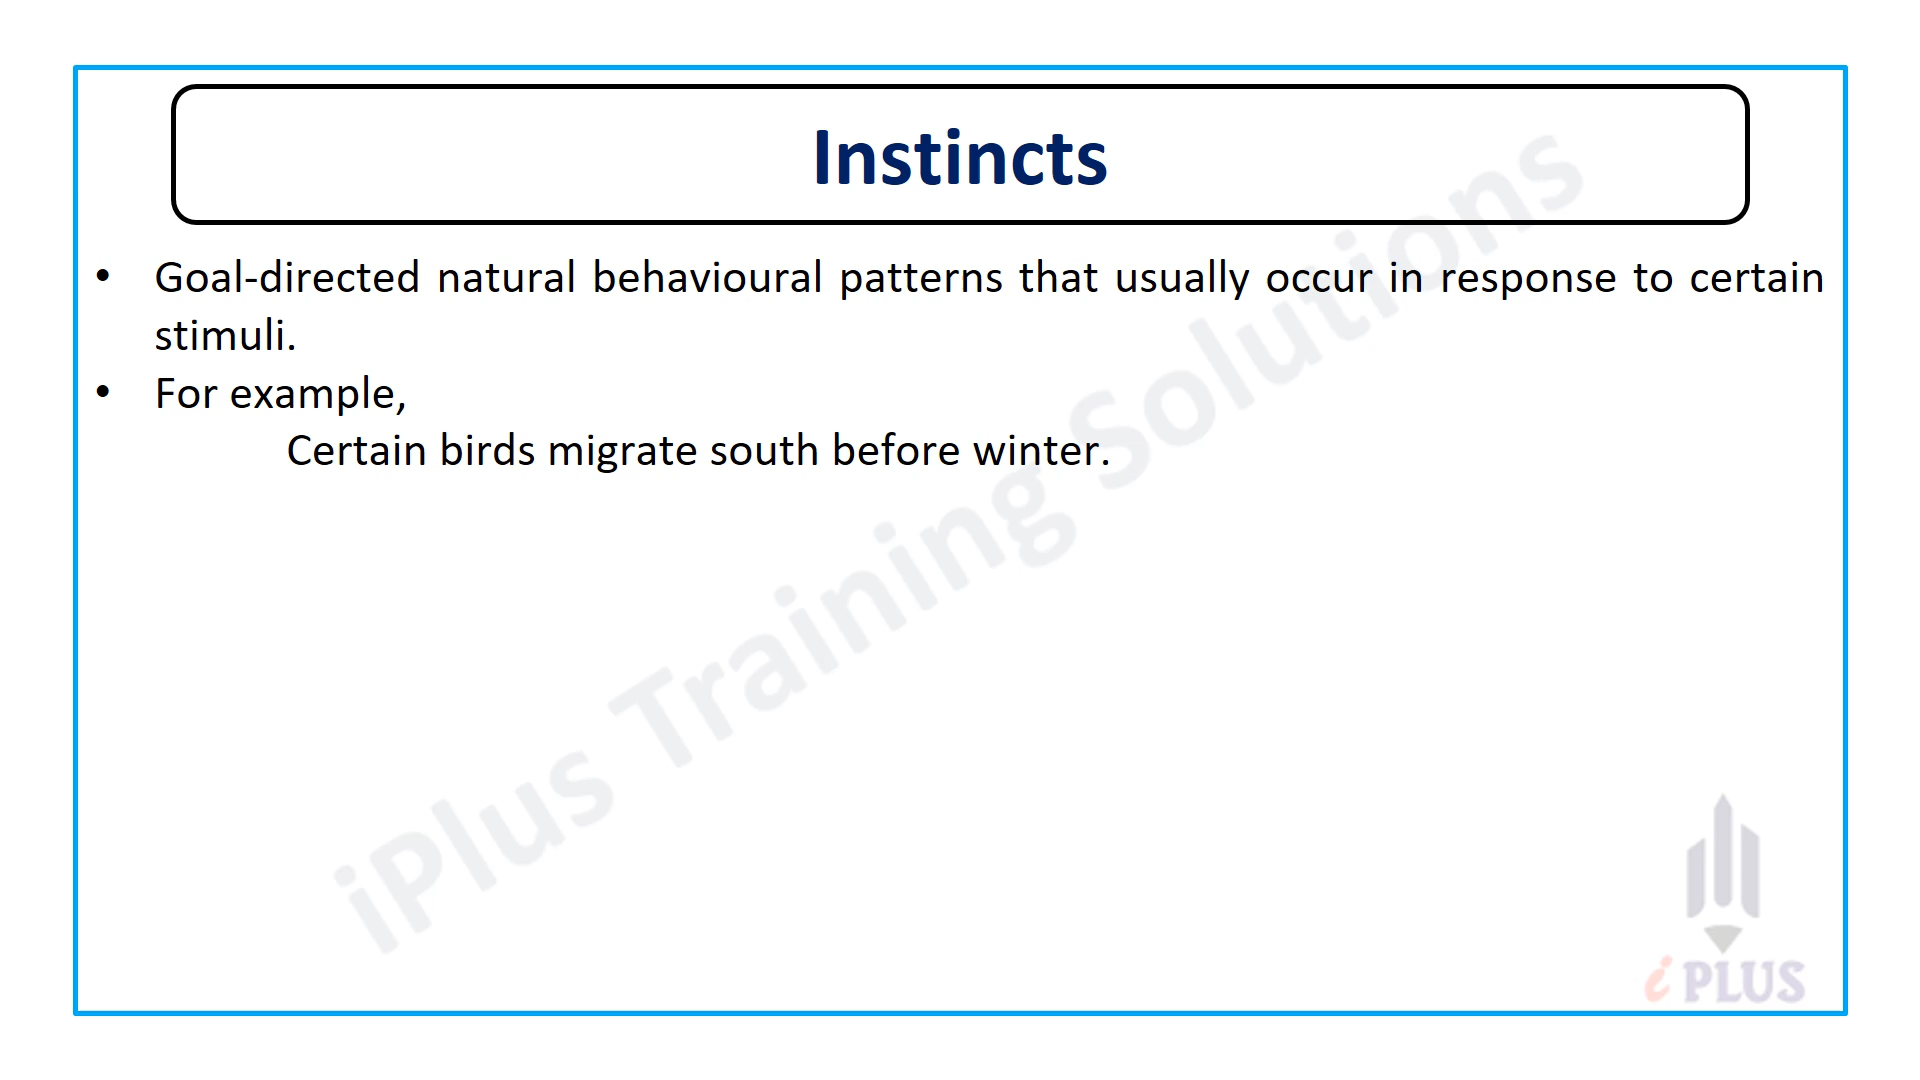 Instincts
• Goal-directed natural behavioural patterns that usually occur in response to certain
stimuli.
• For example,
Certain birds migrate south before winter.
iPlus Training Solutions
i PLUS